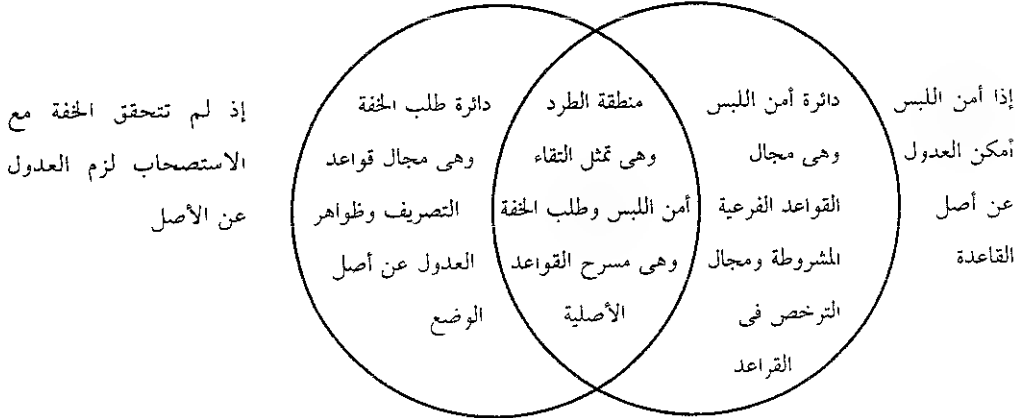 إذا أمن اللبس
أمكن العدول
عن أصل
القاعدة
دائرة أمن اللبس
وهى مجال
القواعد الفرعية
المشروطة ومجال
الترخص فى
القراعد
منطقة الطرد
وهى تمثل التقاء
أمن اللبس وطلب الخفة
وهى مسرح القواعد
الأصلية
دائرة طلب الخفة
وهى مجال قواعد
التصريف وظواهر
العدول عن أصل
الوضع
إذ لم تتحقق الخفة مع
الاستصحاب لزم العدول
عن الأصل